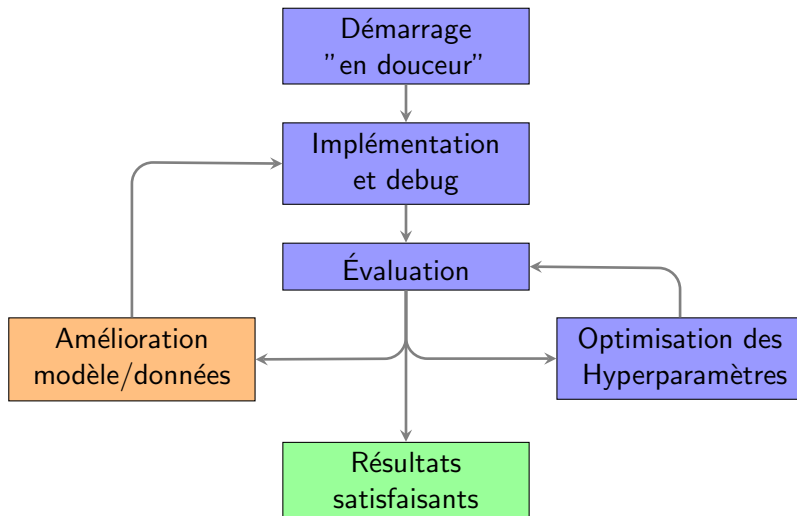 Démarrage
”en douceur”
Implémentation
et debug
Évaluation
Amélioration
modèle/données
Optimisation des
Hyperparamètres
Résultats
satisfaisants